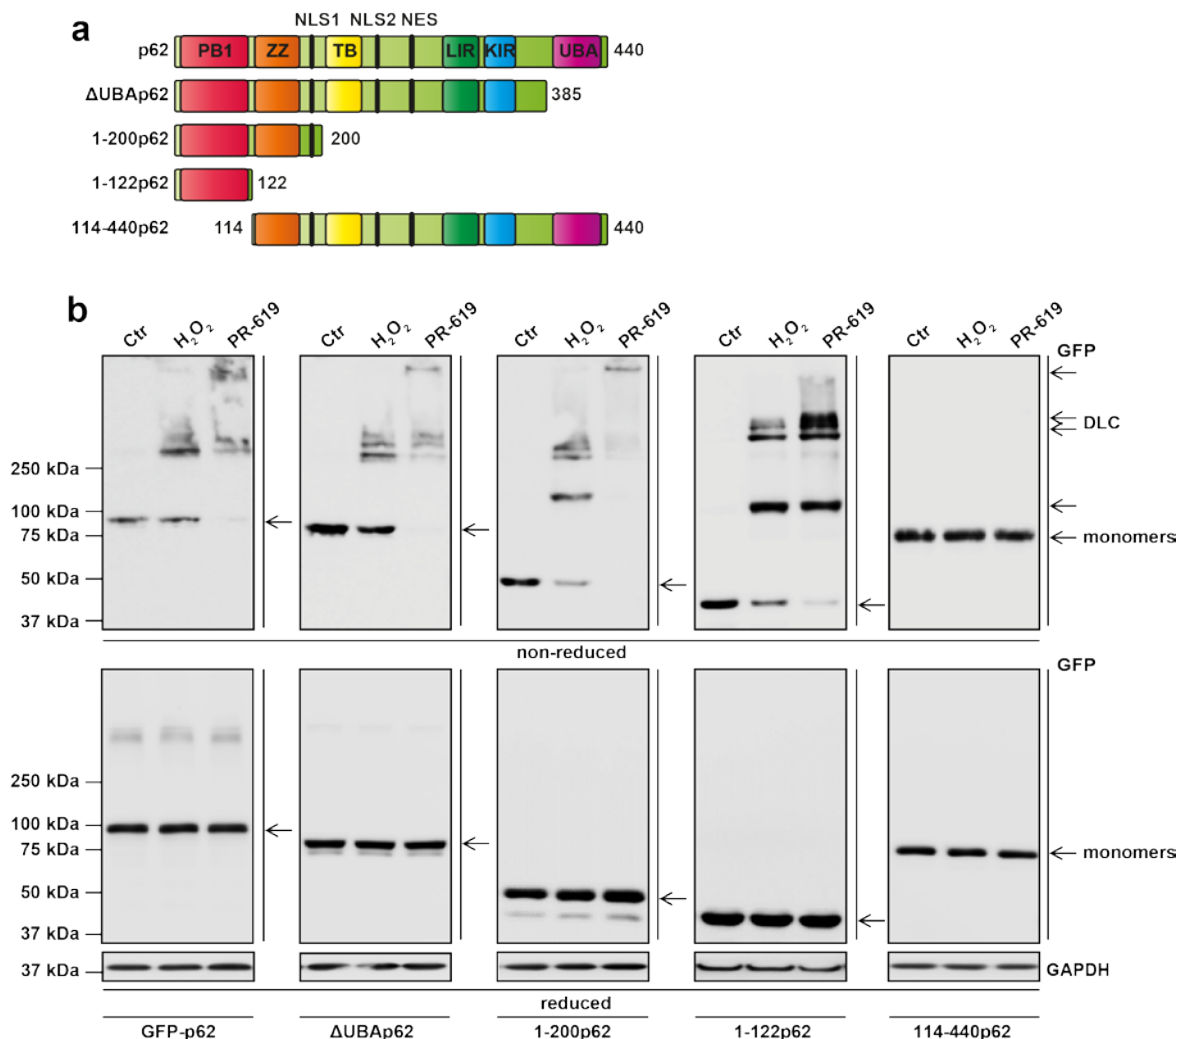 a
NLS1 NLS2 NES
p62 PB1 ZZ TB LIR KIR UBA 440
ΔUBAp62 385
1-200p62 200
1-122p62 122
114-440p62 114 440
b
Ctr H₂O₂ PR-619 Ctr H₂O₂ PR-619 Ctr H₂O₂ PR-619 Ctr H₂O₂ PR-619 Ctr H₂O₂ PR-619
GFP
DLC
250 kDa
100 kDa
75 kDa monomers
50 kDa
37 kDa
non-reduced
GFP
250 kDa
100 kDa
75 kDa monomers
50 kDa
37 kDa
37 kDa GAPDH
reduced
GFP-p62 ΔUBAp62 1-200p62 1-122p62 114-440p62